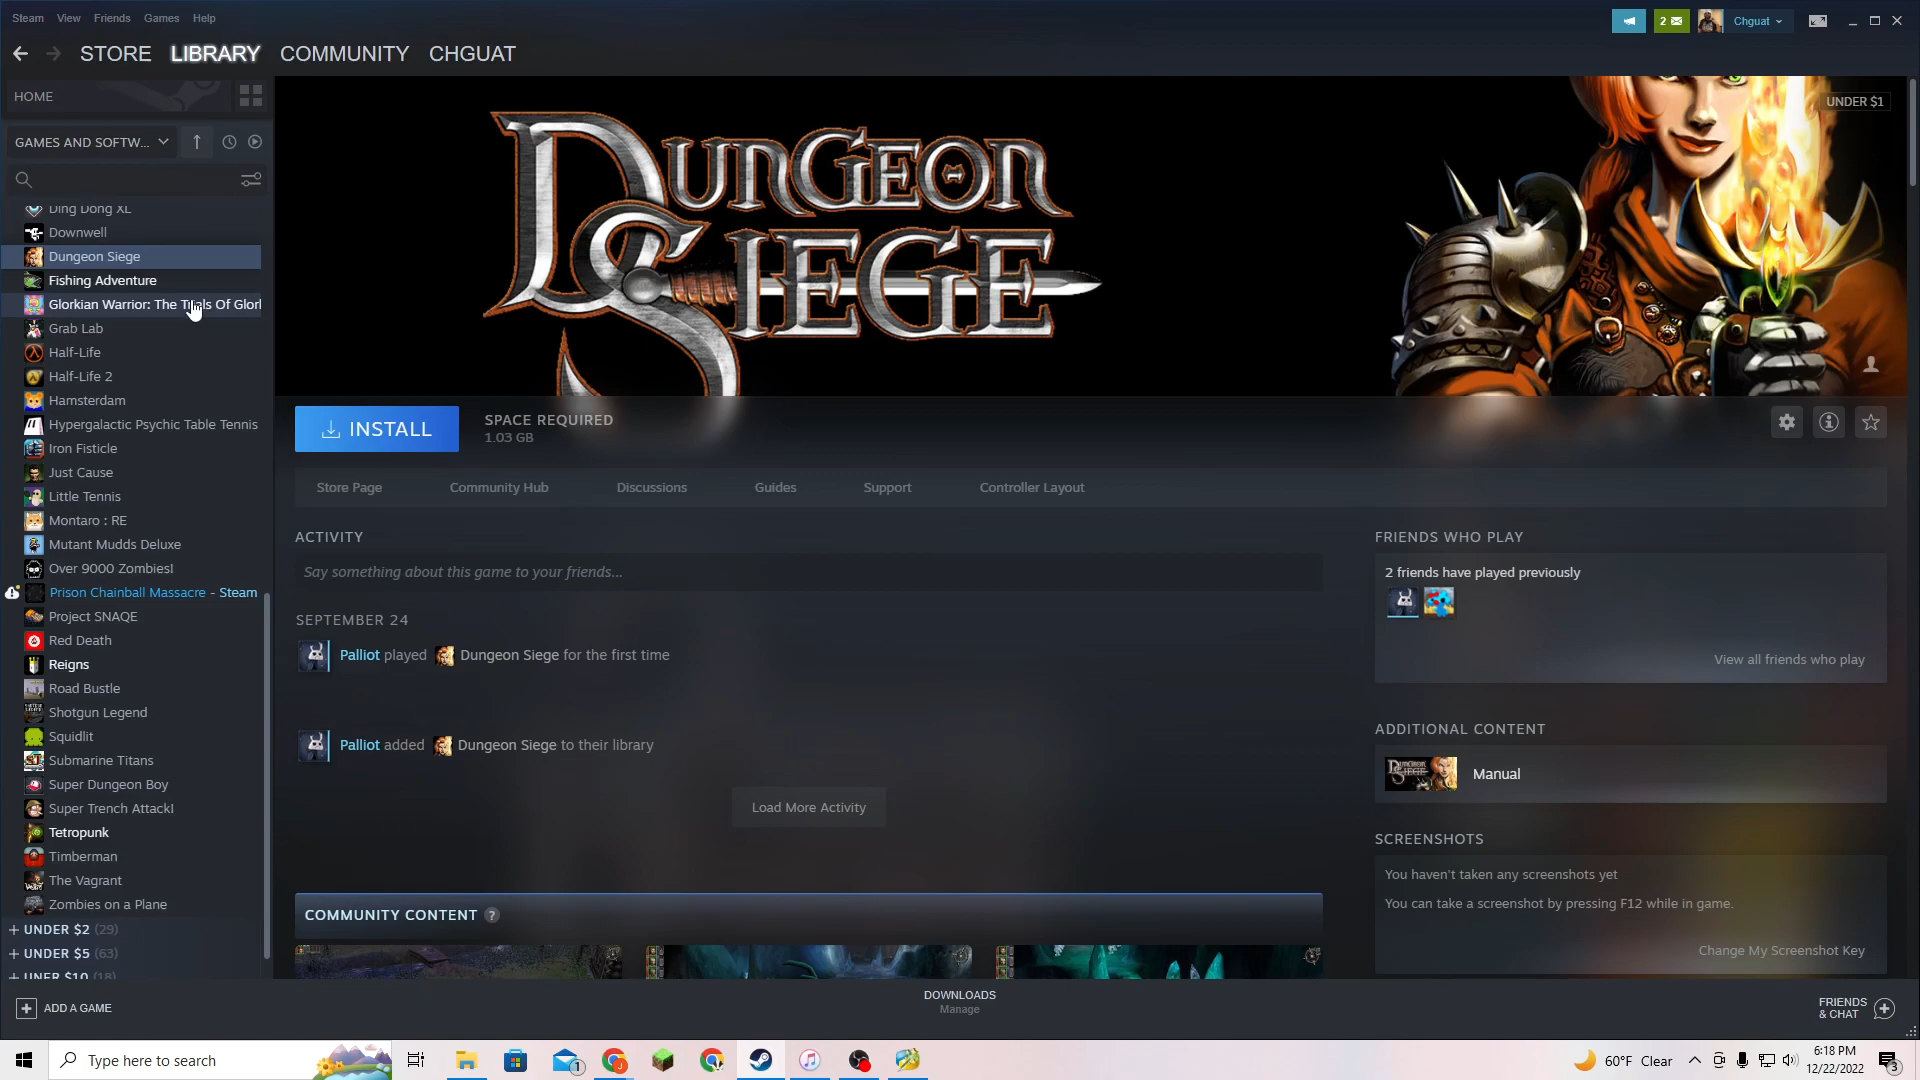 Steam View Friends Games Help
2 Chguat
STORE LIBRARY COMMUNITY CHGUAT
HOME
GAMES AND SOFTW...
Ding Dong XL
Downwell
Dungeon Siege
Fishing Adventure
Glorkian Warrior: The Trials Of Glork
Grab Lab
Half-Life
Half-Life 2
Hamsterdam
Hypergalactic Psychic Table Tennis
Iron Fisticle
Just Cause
Little Tennis
Montaro : RE
Mutant Mudds Deluxe
Over 9000 Zombies!
Prison Chainball Massacre - Steam
Project SNAQE
Red Death
Reigns
Road Bustle
Shotgun Legend
Squidlit
Submarine Titans
Super Dungeon Boy
Super Trench Attack!
Tetropunk
Timberman
The Vagrant
Zombies on a Plane
+ UNDER $2 (29)
+ UNDER $5 (63)
+ UNER $10 (18)
DUNGEON
SIEGE
UNDER $1
INSTALL
SPACE REQUIRED
1.03 GB
Store Page Community Hub Discussions Guides Support Controller Layout
ACTIVITY
Say something about this game to your friends...
SEPTEMBER 24
Palliot played Dungeon Siege for the first time
Palliot added Dungeon Siege to their library
Load More Activity
COMMUNITY CONTENT ?
FRIENDS WHO PLAY
2 friends have played previously
View all friends who play
ADDITIONAL CONTENT
DUNGEON SIEGE
Manual
SCREENSHOTS
You haven't taken any screenshots yet
You can take a screenshot by pressing F12 while in game.
Change My Screenshot Key
ADD A GAME
DOWNLOADS
Manage
FRIENDS
& CHAT
Type here to search
1
60°F Clear
6:18 PM
12/22/2022
3